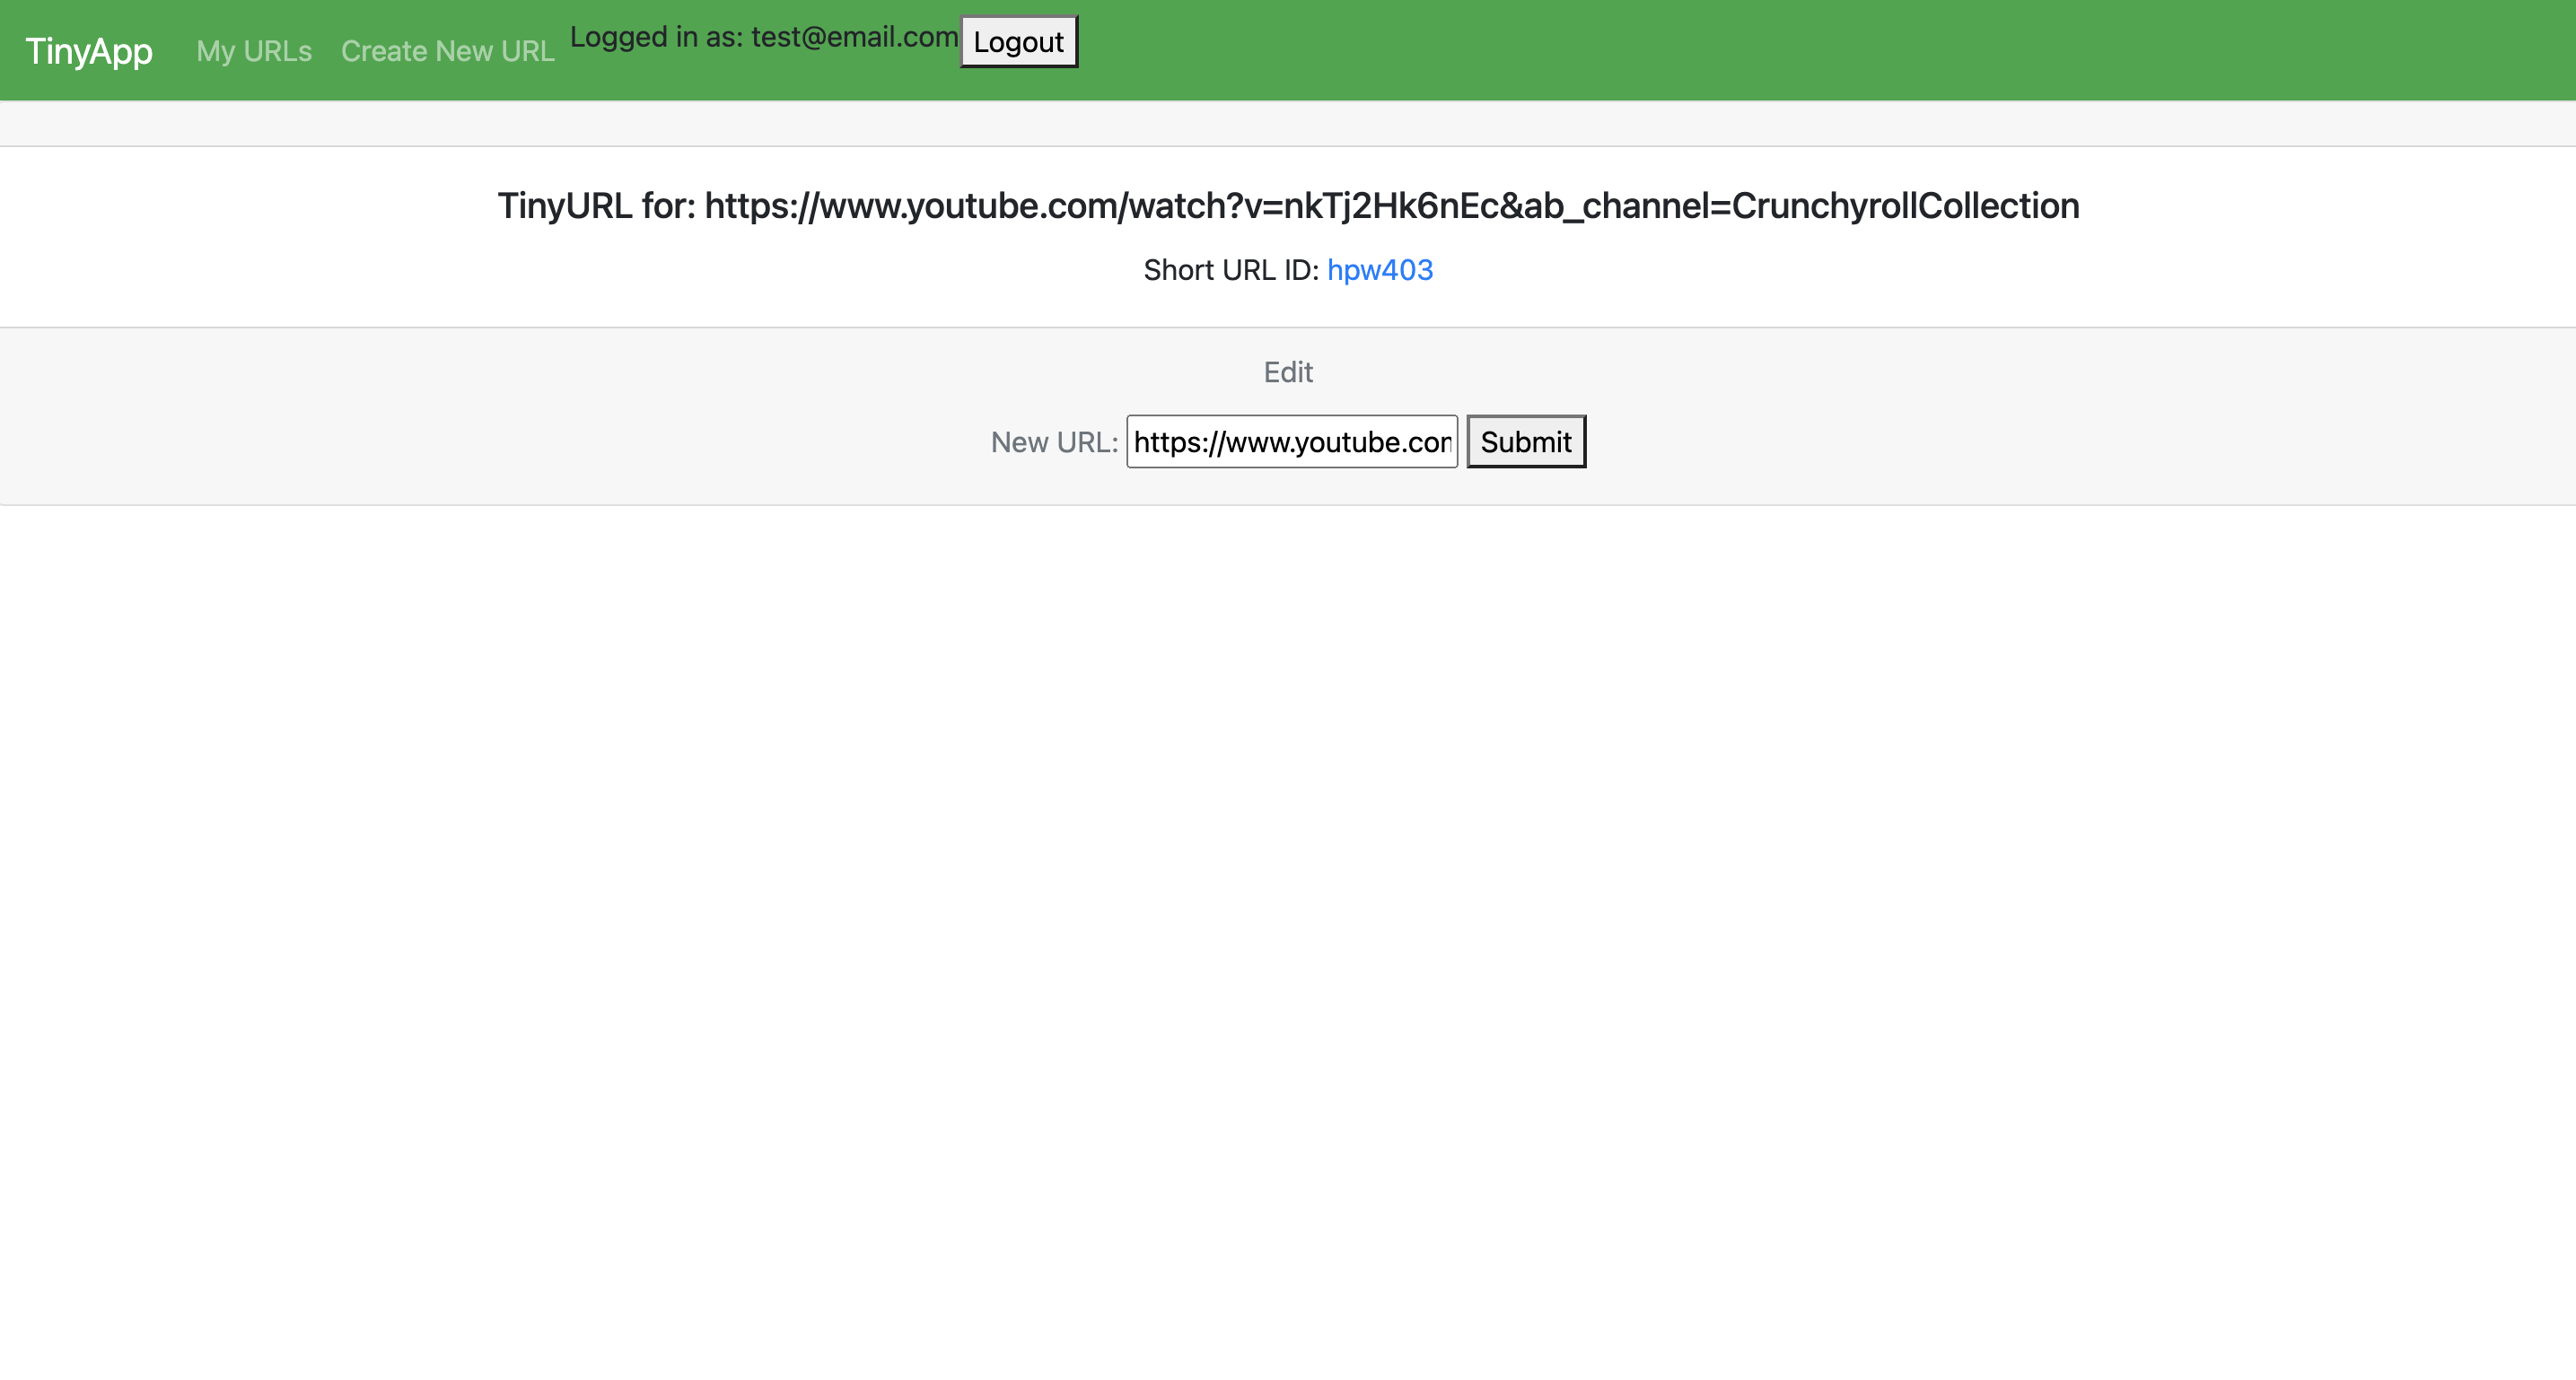 TinyApp My URLs Create New URL Logged in as: test@email.com Logout
TinyURL for: https://www.youtube.com/watch?v=nkTj2Hk6nEc&ab_channel=CrunchyrollCollection
Short URL ID: hpw403
Edit
New URL: https://www.youtube.com Submit